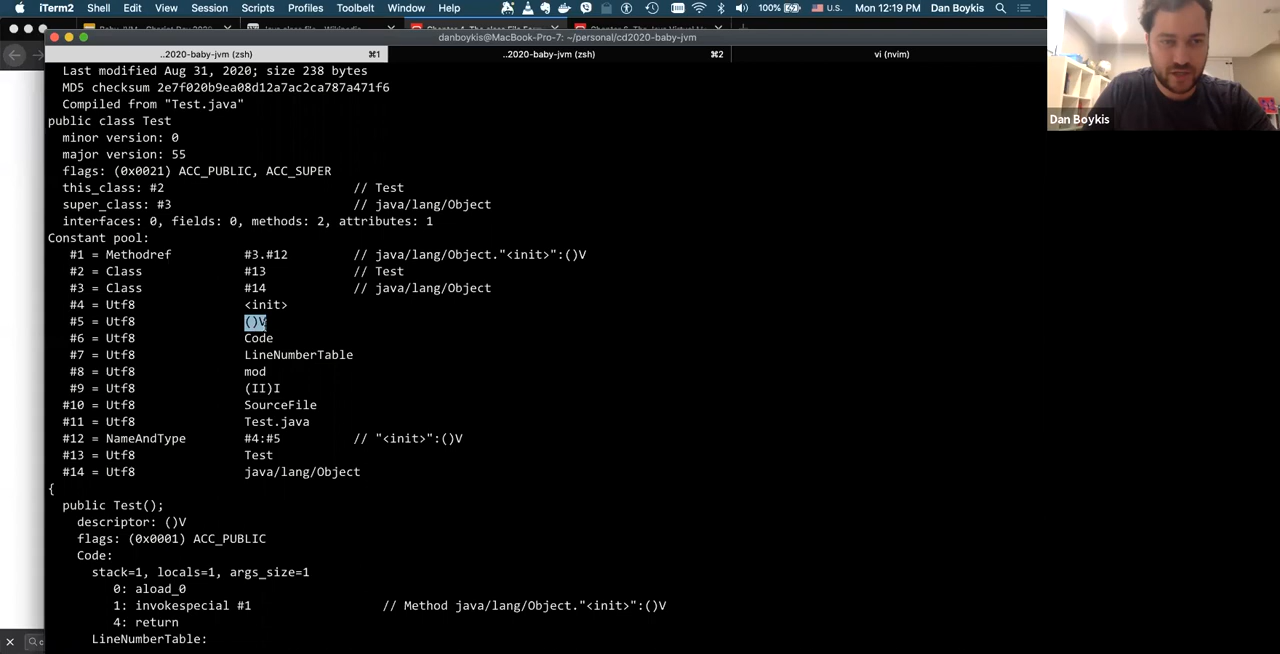 iTerm2 Shell Edit View Session Scripts Profiles Toolbelt Window Help 100% U.S. Mon 12:19 PM Dan Boykis
danboykis@MacBook-Pro-7: ~/personal/cd2020-baby-jvm
..2020-baby-jvm (zsh) ⌘1 ..2020-baby-jvm (zsh) ⌘2 vi (nvim)
Last modified Aug 31, 2020; size 238 bytes
MD5 checksum 2e7f020b9ea08d12a7ac2ca787a471f6
Compiled from "Test.java"
public class Test
minor version: 0
major version: 55
flags: (0x0021) ACC_PUBLIC, ACC_SUPER
this_class: #2 // Test
super_class: #3 // java/lang/Object
interfaces: 0, fields: 0, methods: 2, attributes: 1
Constant pool:
#1 = Methodref #3.#12 // java/lang/Object."<init>":()V
#2 = Class #13 // Test
#3 = Class #14 // java/lang/Object
#4 = Utf8 <init>
#5 = Utf8 ()V
#6 = Utf8 Code
#7 = Utf8 LineNumberTable
#8 = Utf8 mod
#9 = Utf8 (II)I
#10 = Utf8 SourceFile
#11 = Utf8 Test.java
#12 = NameAndType #4:#5 // "<init>":()V
#13 = Utf8 Test
#14 = Utf8 java/lang/Object
{
public Test();
descriptor: ()V
flags: (0x0001) ACC_PUBLIC
Code:
stack=1, locals=1, args_size=1
0: aload_0
1: invokespecial #1 // Method java/lang/Object."<init>":()V
4: return
LineNumberTable:
Dan Boykis